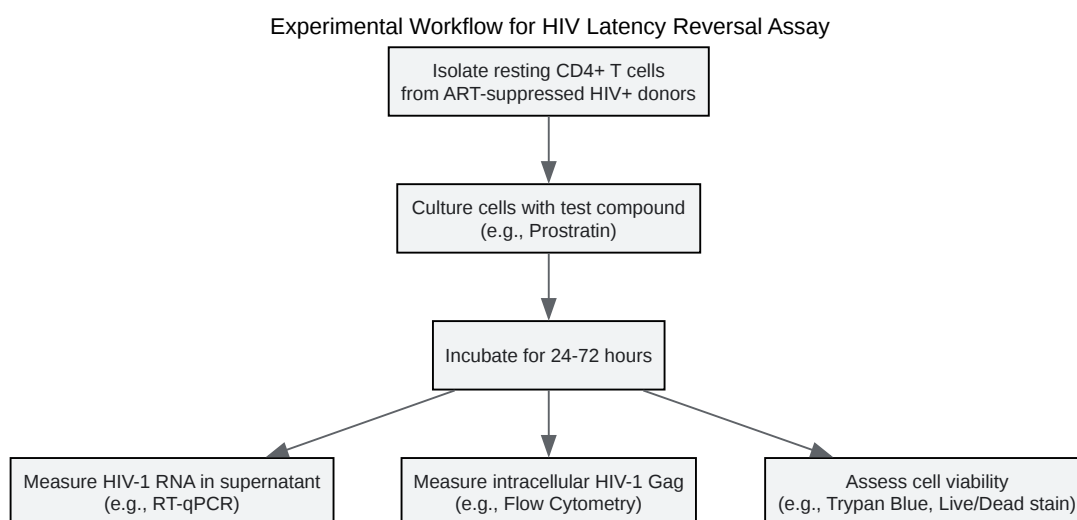 Experimental Workflow for HIV Latency Reversal Assay
Isolate resting CD4+ T cells
from ART-suppressed HIV+ donors
Culture cells with test compound
(e.g., Prostratin)
Incubate for 24-72 hours
Measure HIV-1 RNA in supernatant
(e.g., RT-qPCR)
Measure intracellular HIV-1 Gag
(e.g., Flow Cytometry)
Assess cell viability
(e.g., Trypan Blue, Live/Dead stain)